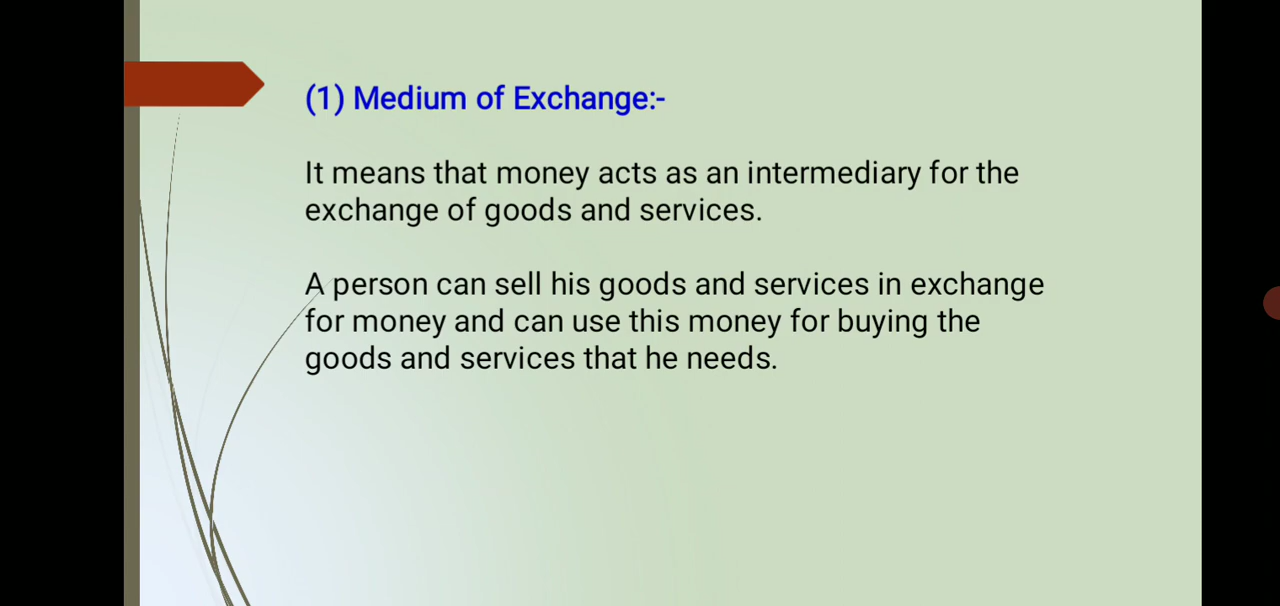 (1) Medium of Exchange:-
It means that money acts as an intermediary for the
exchange of goods and services.
A person can sell his goods and services in exchange
for money and can use this money for buying the
goods and services that he needs.